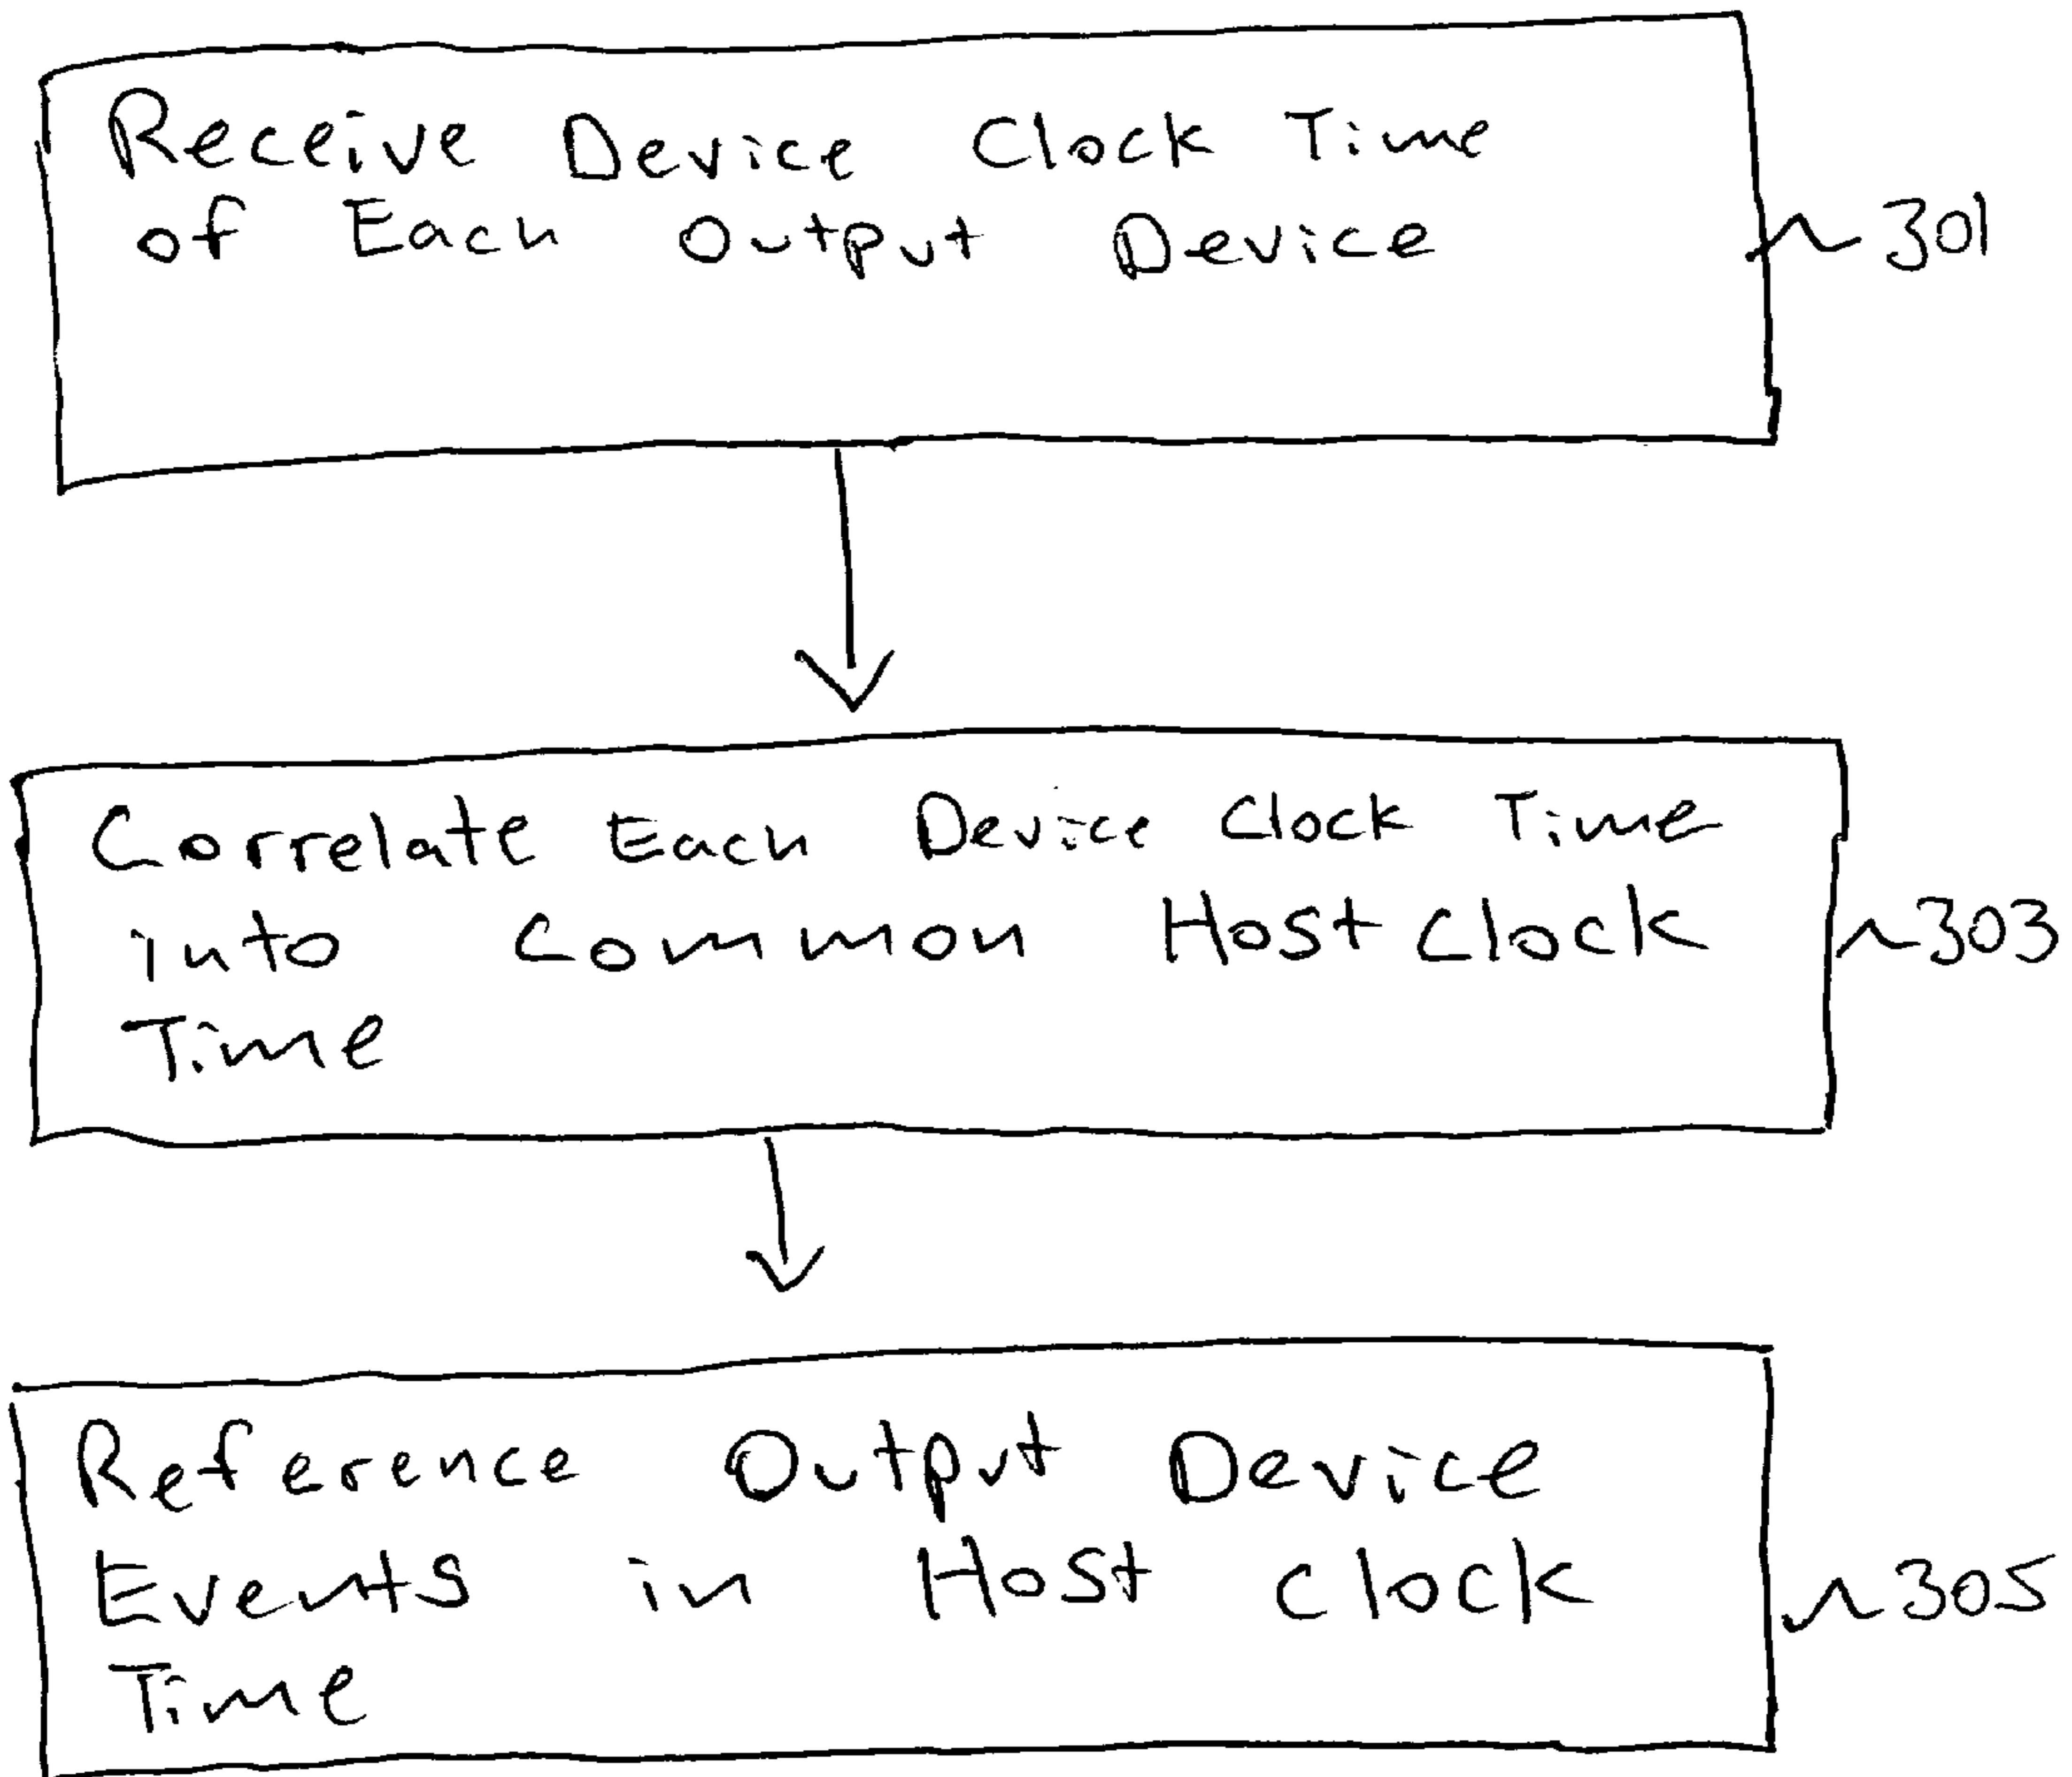 Receive Device Clock Time
of Each Output Device
301
Correlate Each Device Clock Time
into Common Host Clock
303
Time
Reference Output Device
Events in Host Clock
305
Time